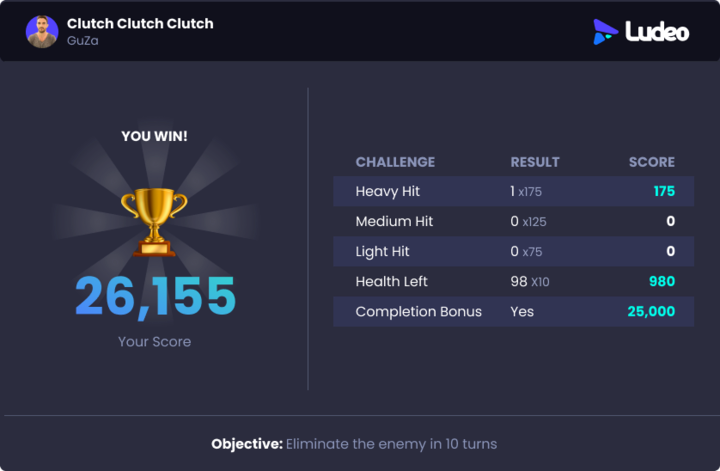 Clutch Clutch Clutch
GuZa
Ludeo
YOU WIN!
26,155
Your Score
CHALLENGE RESULT SCORE
Heavy Hit 1 x175 175
Medium Hit 0 x125 0
Light Hit 0 x75 0
Health Left 98 X10 980
Completion Bonus Yes 25,000
Objective: Eliminate the enemy in 10 turns